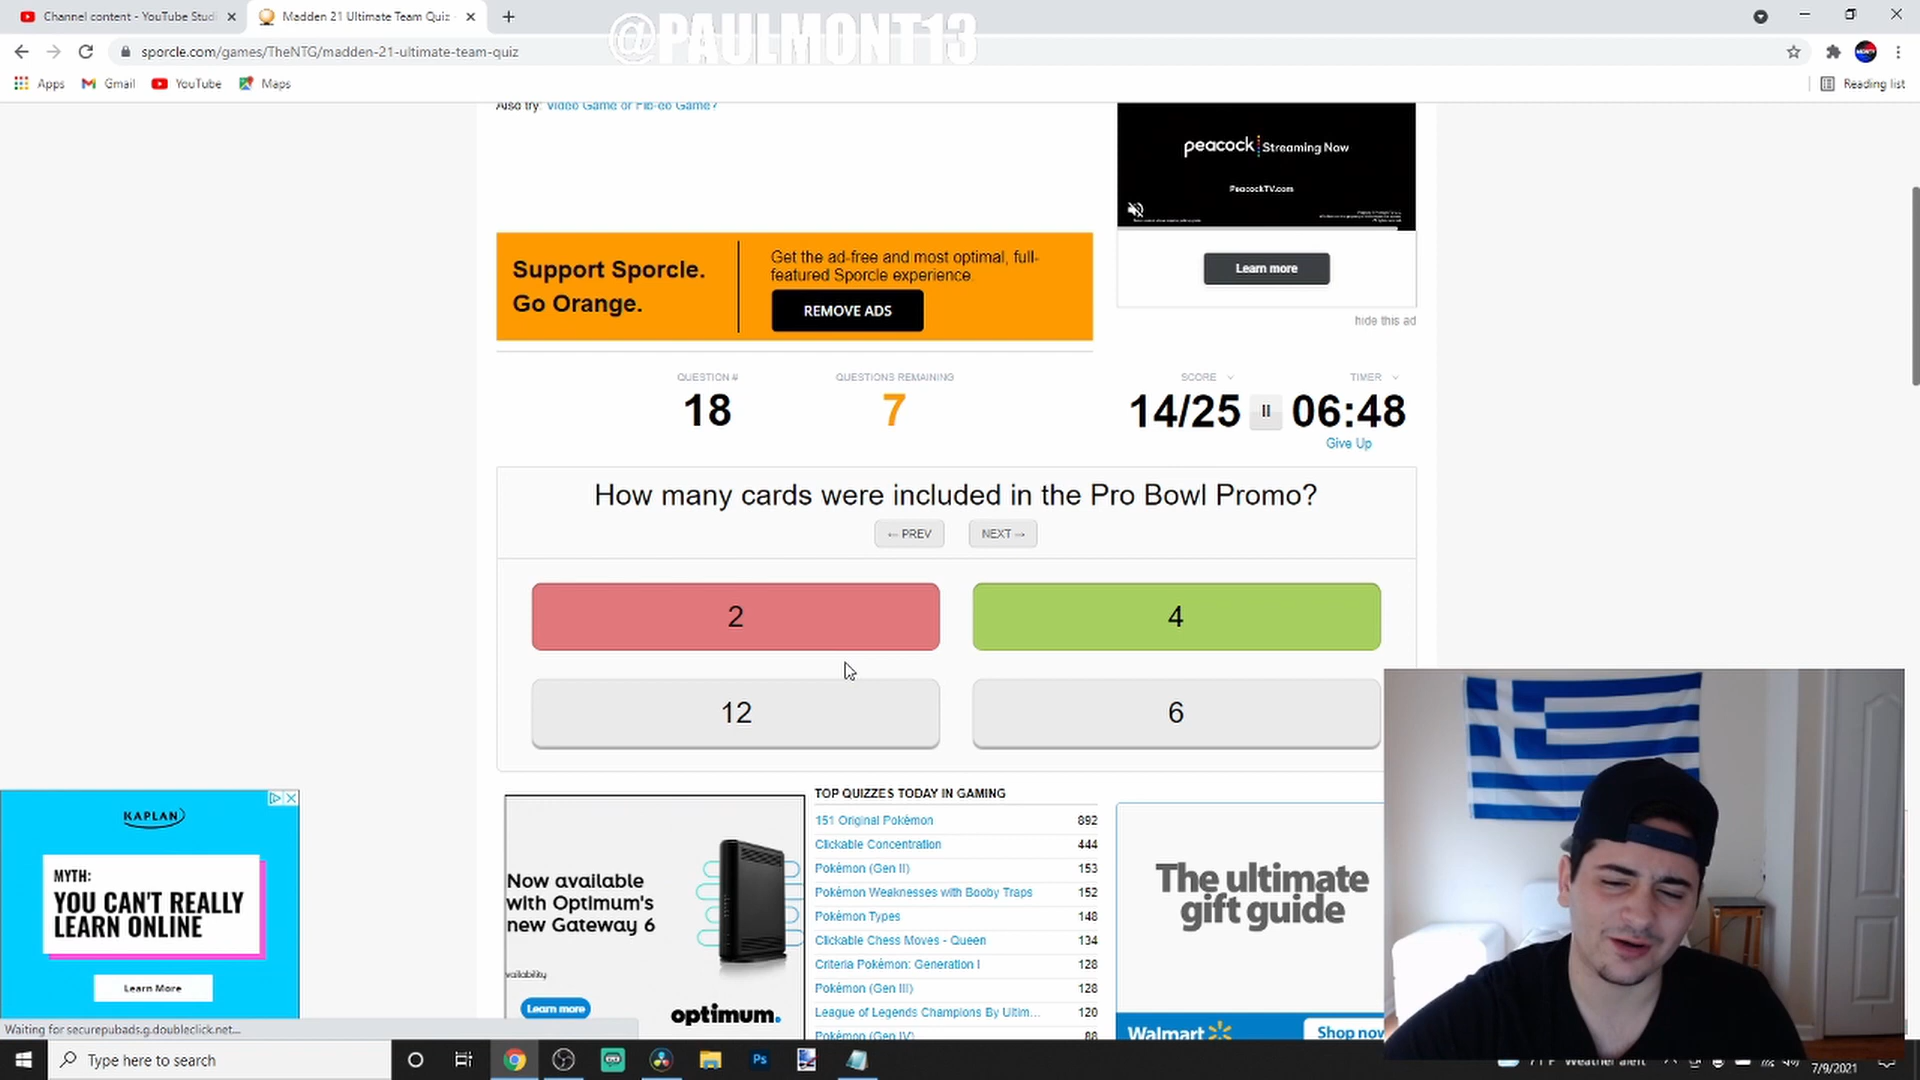 Channel content - YouTube Studi
Madden 21 Ultimate Team Quiz
@PAULMONT13
sporcle.com/games/TheNTG/madden-21-ultimate-team-quiz
Apps
Gmail
YouTube
Maps
Reading list
Also try: Video Game or Fib-eo Game?
peacock Streaming Now
PeacockTV.com
Learn more
hide this ad
Support Sporcle.
Go Orange.
Get the ad-free and most optimal, full-
featured Sporcle experience.
REMOVE ADS
QUESTION #
18
QUESTIONS REMAINING
7
SCORE
14/25
TIMER
06:48
Give Up
How many cards were included in the Pro Bowl Promo?
← PREV
NEXT →
2
4
12
6
KAPLAN
MYTH:
YOU CAN'T REALLY
LEARN ONLINE
Learn More
Now available
with Optimum's
new Gateway 6
Learn more
optimum.
TOP QUIZZES TODAY IN GAMING
151 Original Pokémon 892
Clickable Concentration 444
Pokémon (Gen II) 153
Pokémon Weaknesses with Booby Traps 152
Pokémon Types 148
Clickable Chess Moves - Queen 134
Criteria Pokémon: Generation I 128
Pokémon (Gen III) 128
League of Legends Champions By Ultim... 120
Pokémon (Gen IV) 88
The ultimate
gift guide
Walmart
Shop now
Waiting for securepubads.g.doubleclick.net...
Type here to search
Ps
71°F Weather alert
7/9/2021